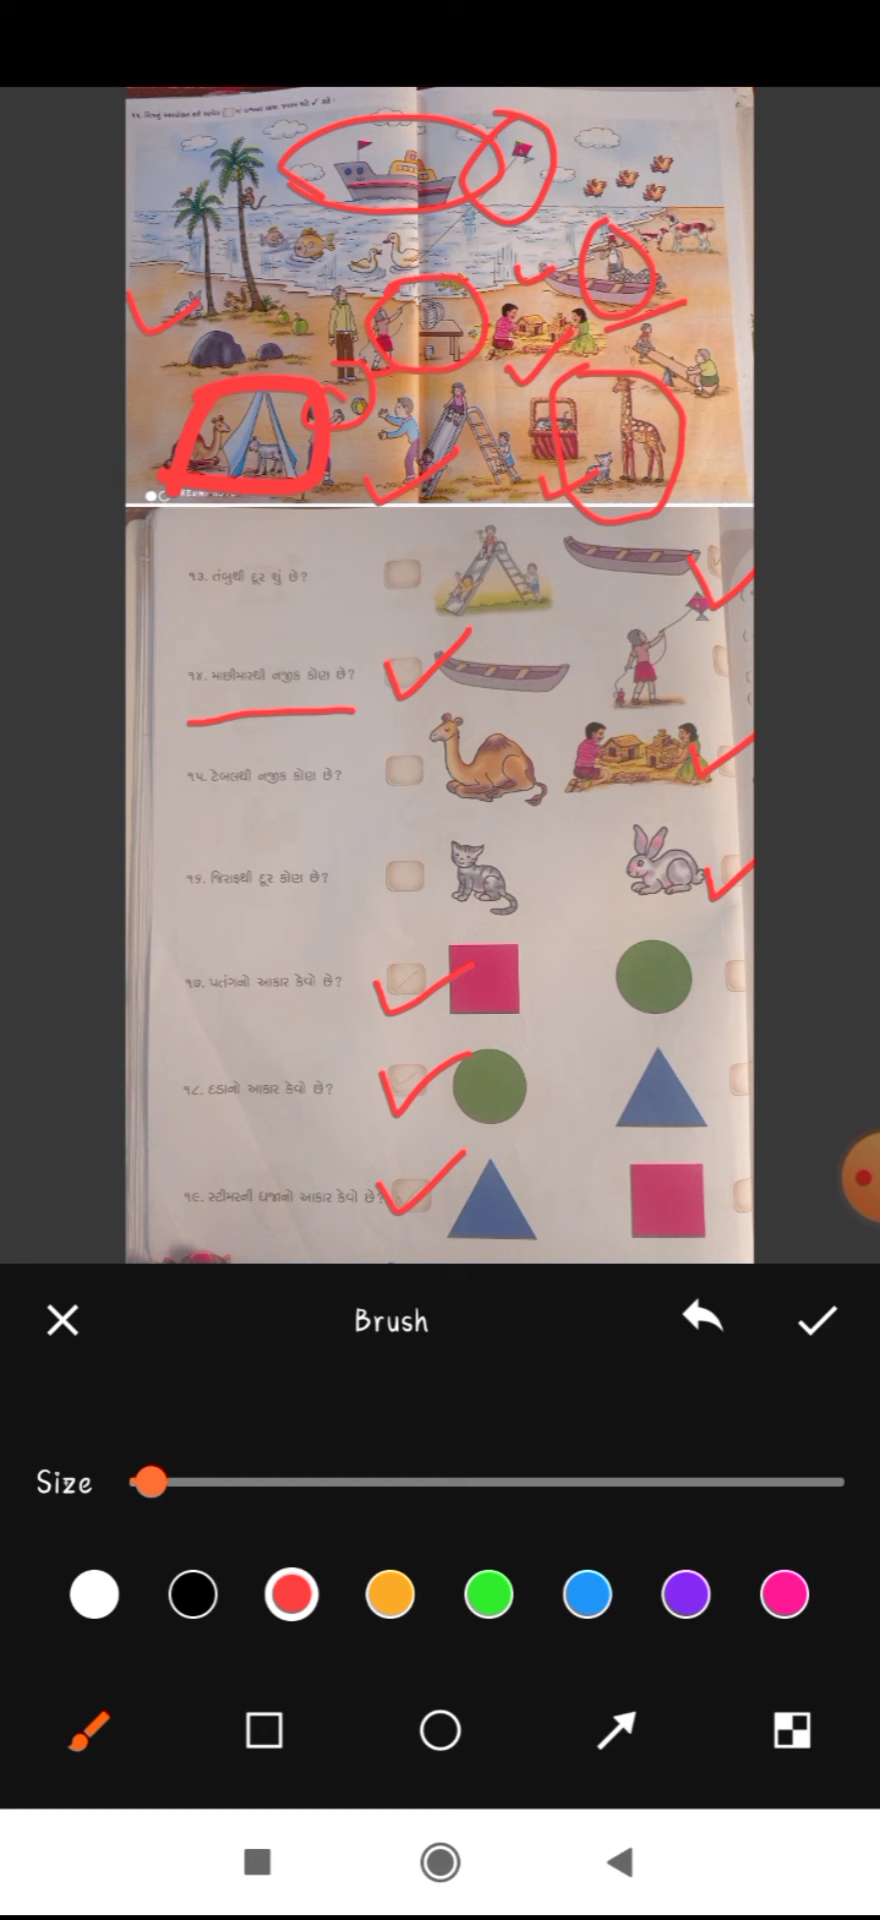 ૧૩. તંબુથી દૂર શું છે?
૧૪. માછીમારથી નજીક કોણ છે?
૧૫. ટેબલથી નજીક કોણ છે?
૧૬. જિરાફથી દૂર કોણ છે?
૧૭. પતંગનો આકાર કેવો છે?
૧૮. દડાનો આકાર કેવો છે?
૧૯. સ્ટીમરની ધજાનો આકાર કેવો છે?
Brush
Size